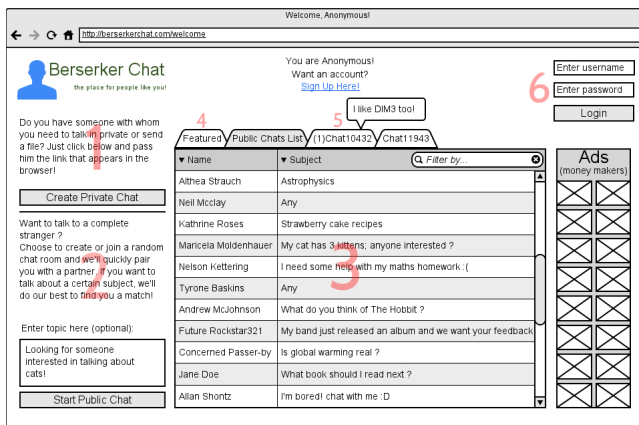 Welcome, Anonymous!
http://berserkerchat.com/welcome
Berserker Chat
the place for people like you!
You are Anonymous!
Want an account?
Sign Up Here!
6
Enter username
Enter password
Login
1
Do you have someone with whom
you need to talk in private or send
a file? Just click below and pass
him the link that appears in the
browser!
Create Private Chat
2
Want to talk to a complete
stranger ?
Choose to create or join a random
chat room and we'll quickly pair
you with a partner. If you want to
talk about a certain subject, we'll
do our best to find you a match!
Enter topic here (optional):
Looking for someone
interested in talking about
cats!
Start Public Chat
I like DIM3 too!
4
5
Featured Public Chats List (1)Chat10432 Chat11943
Name Subject Filter by...
3
Althea Strauch Astrophysics
Neil Mcclay Any
Kathrine Roses Strawberry cake recipes
Maricela Moldenhauer My cat has 3 kittens; anyone interested ?
Nelson Kettering I need some help with my maths homework :(
Tyrone Baskins Any
Andrew McJohnson What do you think of The Hobbit ?
Future Rockstar321 My band just released an album and we want your feedback
Concerned Passer-by Is global warming real ?
Jane Doe What book should I read next ?
Allan Shontz I'm bored! chat with me :D
Ads
(money makers)